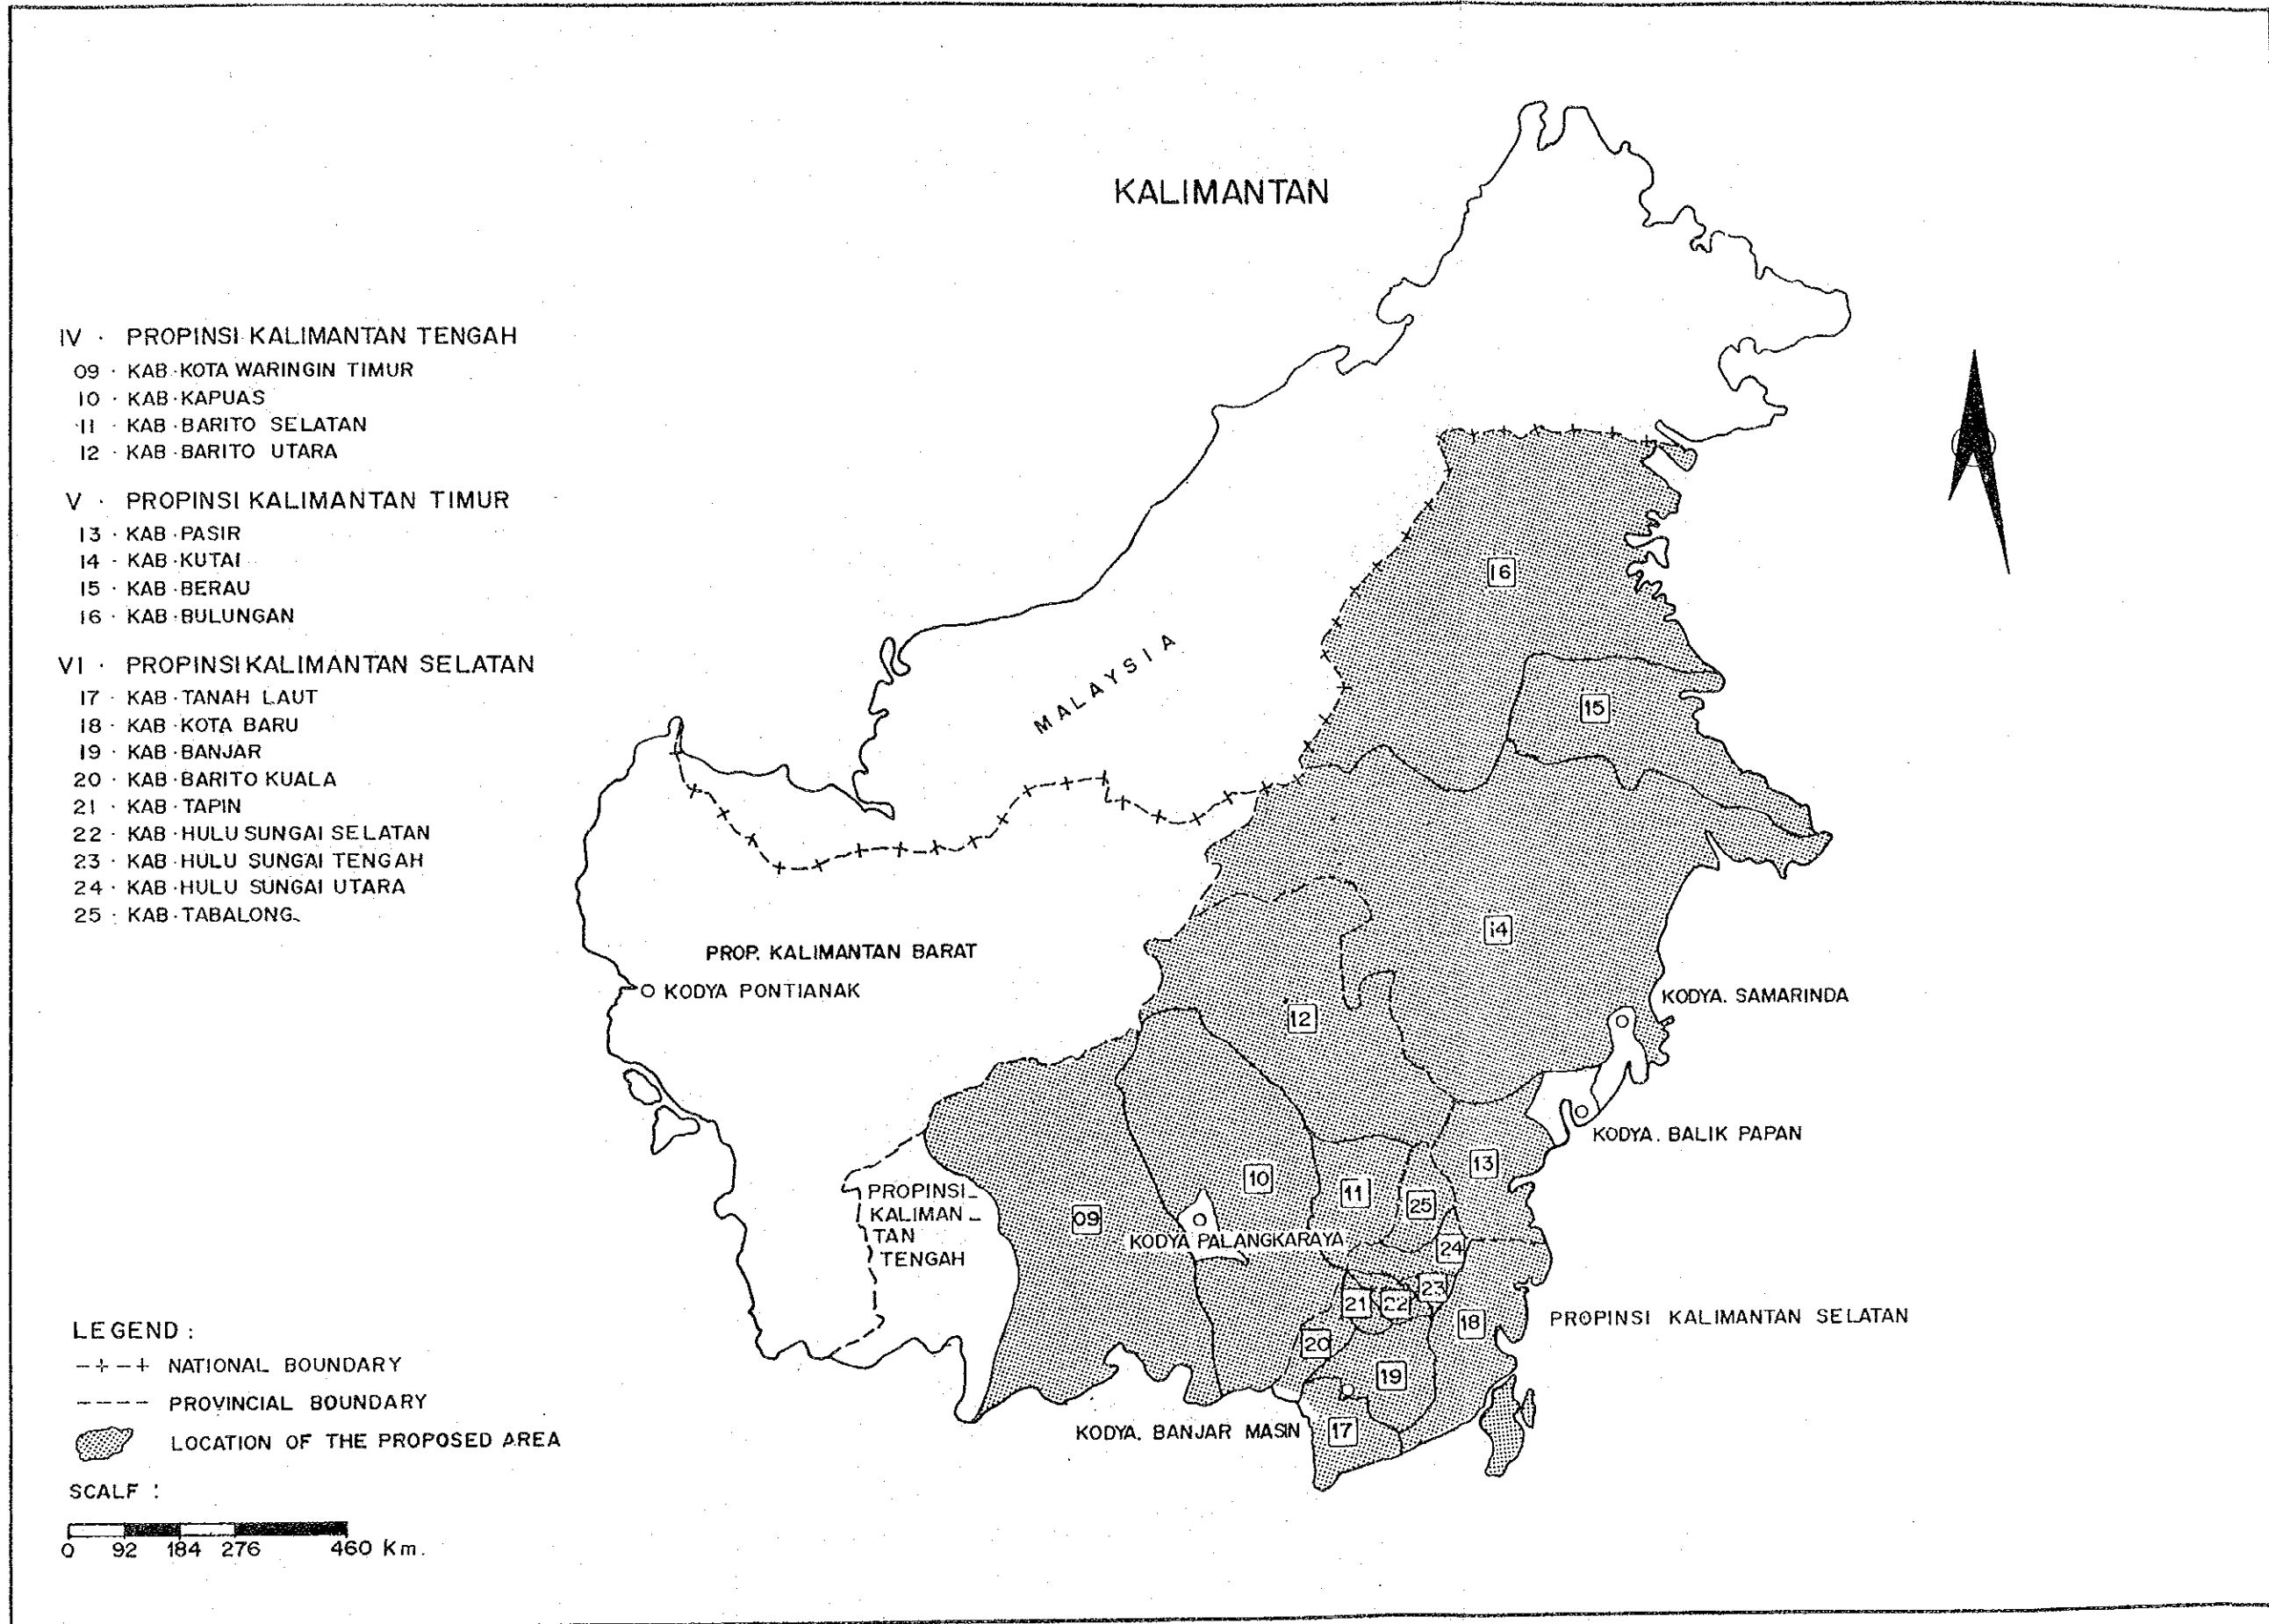 KALIMANTAN
IV · PROPINSI KALIMANTAN TENGAH
09 · KAB·KOTA WARINGIN TIMUR
10 · KAB·KAPUAS
11 · KAB·BARITO SELATAN
12 · KAB·BARITO UTARA
V · PROPINSI KALIMANTAN TIMUR
13 · KAB·PASIR
14 - KAB·KUTAI
15 · KAB·BERAU
16 · KAB·BULUNGAN
VI · PROPINSI KALIMANTAN SELATAN
17 · KAB·TANAH LAUT
18 · KAB·KOTA BARU
19 · KAB·BANJAR
20 · KAB·BARITO KUALA
21 · KAB·TAPIN
22 · KAB·HULU SUNGAI SELATAN
23 · KAB·HULU SUNGAI TENGAH
24 · KAB·HULU SUNGAI UTARA
25 · KAB·TABALONG
MALAYSIA
16
15
14
PROP. KALIMANTAN BARAT
KODYA PONTIANAK
KODYA. SAMARINDA
12
KODYA. BALIK PAPAN
13
10
11
25
PROPINSI_
KALIMAN_
TAN
TENGAH
09
KODYA PALANGKARAYA
24
23
21
22
18
PROPINSI KALIMANTAN SELATAN
20
19
KODYA. BANJAR MASIN
17
LEGEND :
NATIONAL BOUNDARY
PROVINCIAL BOUNDARY
LOCATION OF THE PROPOSED AREA
SCALE :
0 92 184 276 460 Km.